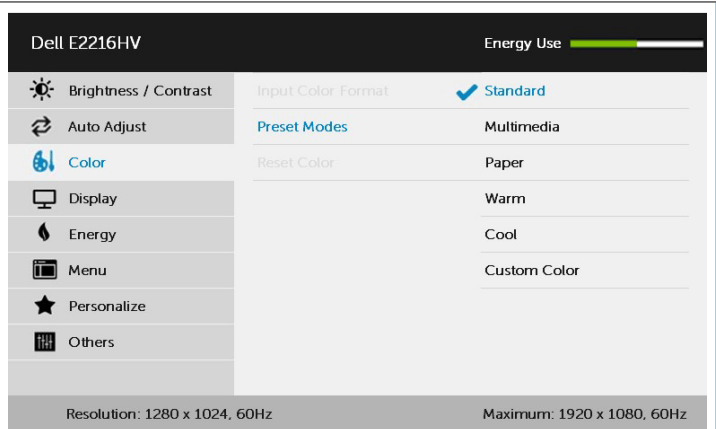 Dell E2216HV Energy Use
Brightness / Contrast Input Color Format Standard
Auto Adjust Preset Modes Multimedia
Color Reset Color Paper
Display Warm
Energy Cool
Menu Custom Color
Personalize
Others
Resolution: 1280 x 1024, 60Hz Maximum: 1920 x 1080, 60Hz